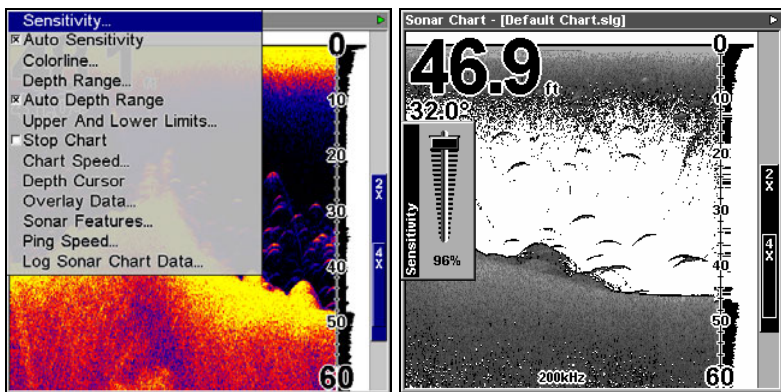 Sensitivity...
Auto Sensitivity
Colorline...
Depth Range...
Auto Depth Range
Upper And Lower Limits...
Stop Chart
Chart Speed...
Depth Cursor
Overlay Data...
Sonar Features...
Ping Speed...
Log Sonar Chart Data...
0
10
20
30
40
50
60
2X
4X
Sonar Chart - [Default Chart.slg]
46.9 ft
32.0°
Sensitivity
96%
0
10
20
30
40
50
60
200kHz
2X
4X